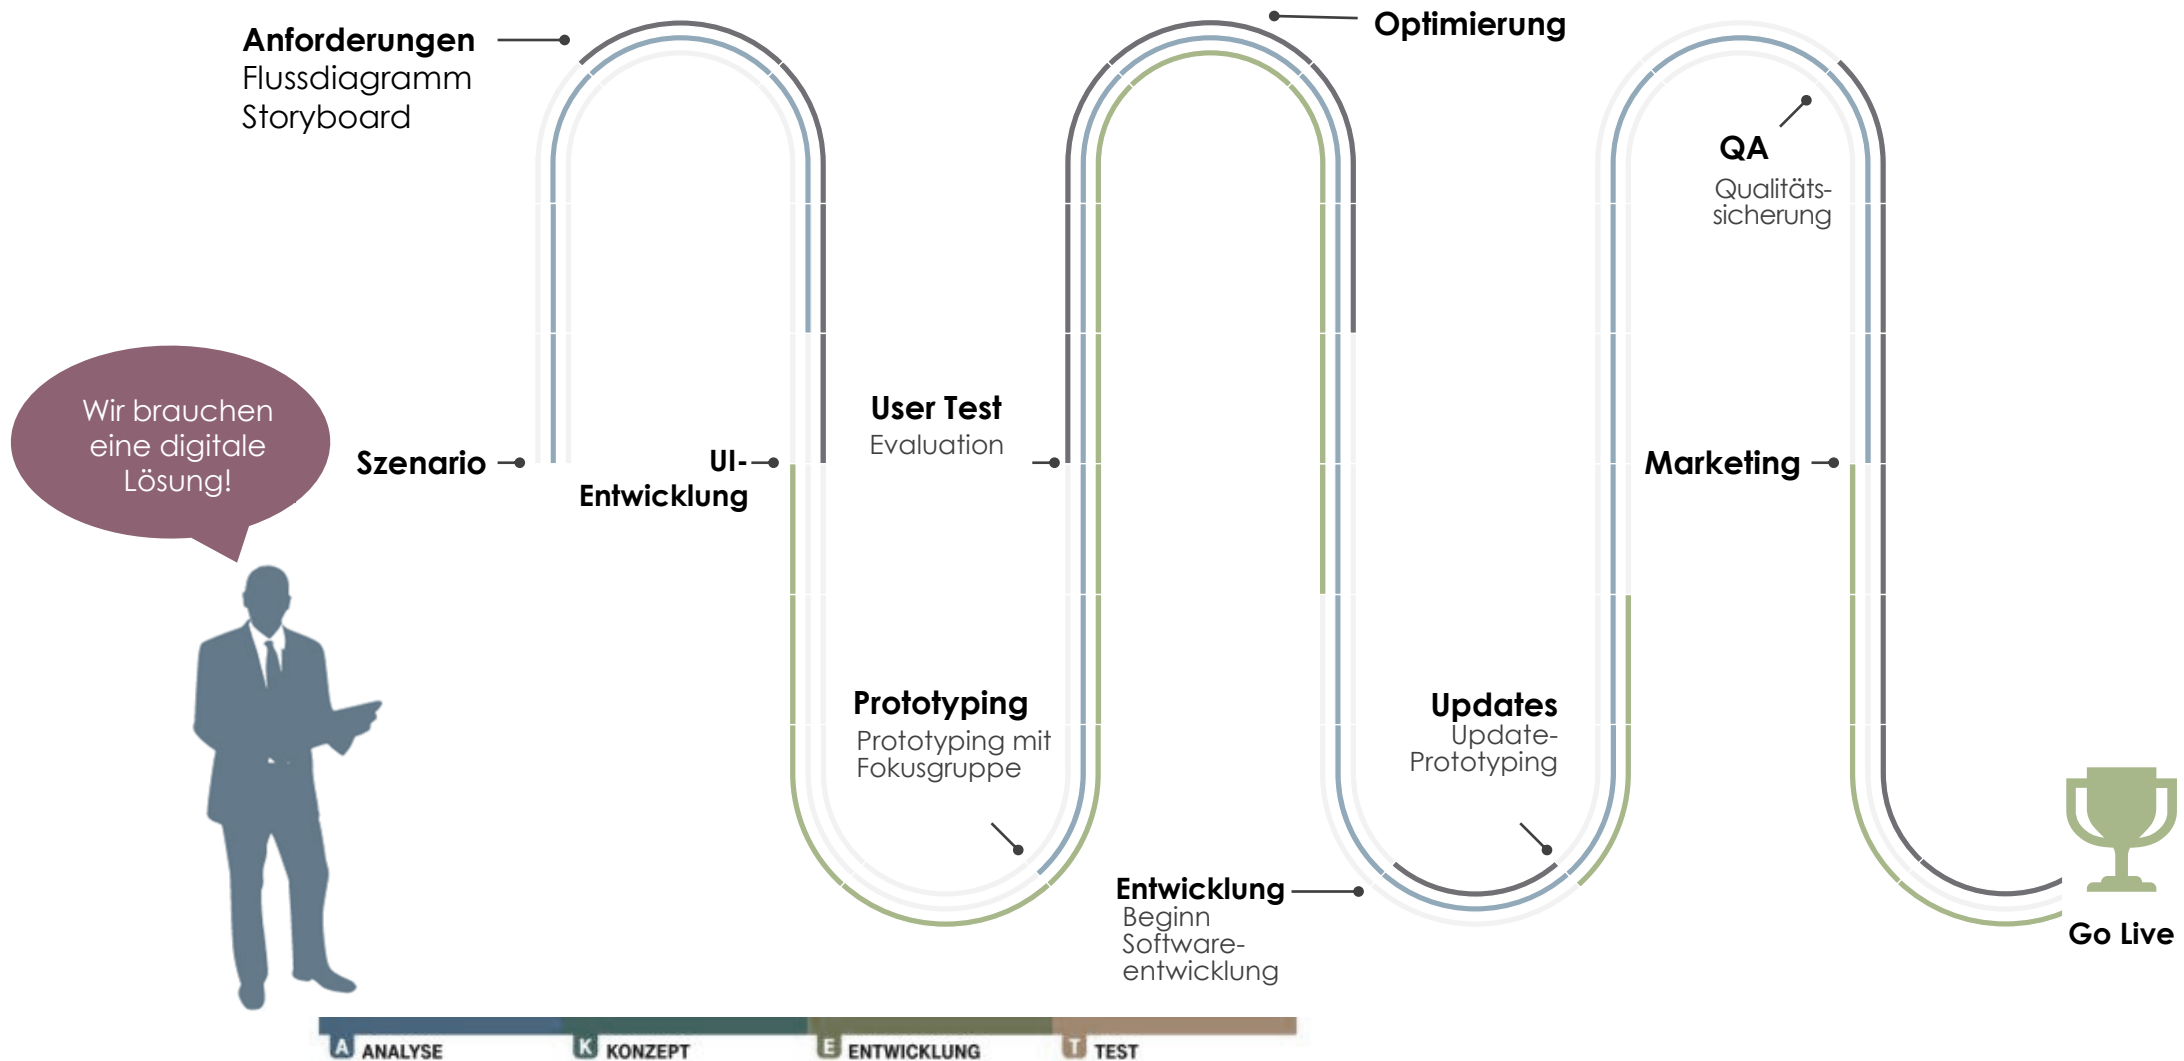 Anforderungen
Flussdiagramm
Storyboard
Optimierung
QA
Qualitäts-
sicherung
Wir brauchen
eine digitale
Lösung!
Szenario
UI-
Entwicklung
User Test
Evaluation
Marketing
Prototyping
Prototyping mit
Fokusgruppe
Updates
Update-
Prototyping
Entwicklung
Beginn
Software-
entwicklung
Go Live
A ANALYSE
K KONZEPT
E ENTWICKLUNG
T TEST